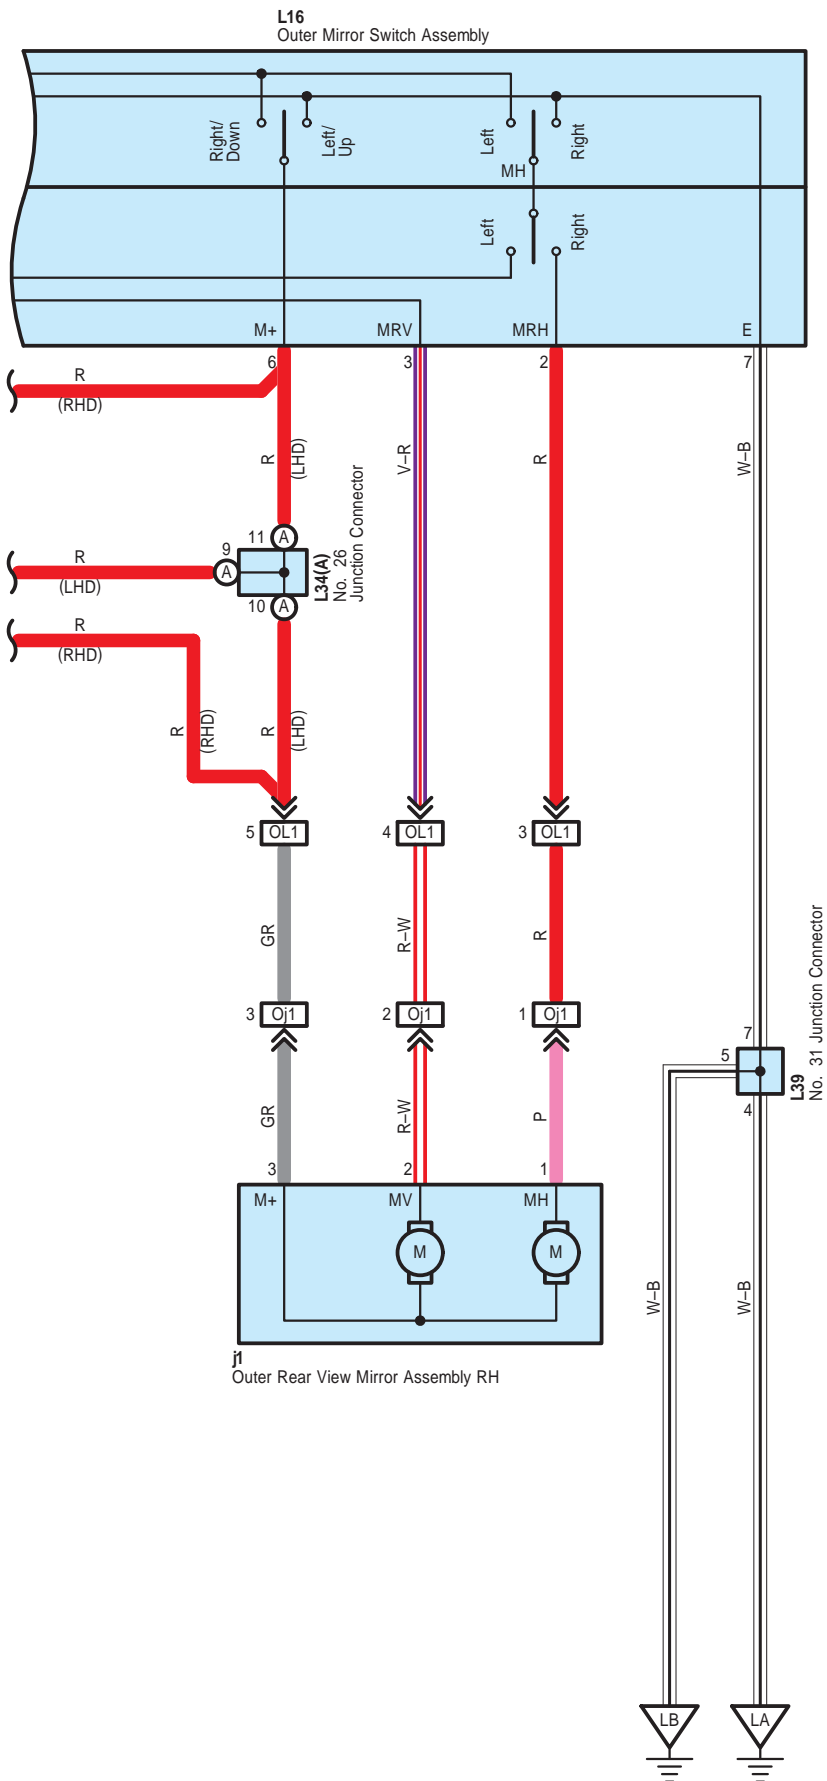 L16
Outer Mirror Switch Assembly
Right/
Down
Left/
Up
Left
Right
MH
Left
Right
M+
MRV
MRH
E
6
3
2
7
R
(RHD)
R
(LHD)
V–R
R
W–B
11
A
9
A
R
(LHD)
10
A
L34(A)
No. 26
Junction Connector
R
(RHD)
R
(RHD)
R
(LHD)
5
OL1
4
OL1
3
OL1
GR
R–W
R
3
Oj1
2
Oj1
1
Oj1
7
5
4
L39
No. 31 Junction Connector
GR
R–W
P
3
2
1
M+
MV
MH
M
M
j1
Outer Rear View Mirror Assembly RH
W–B
W–B
LB
LA